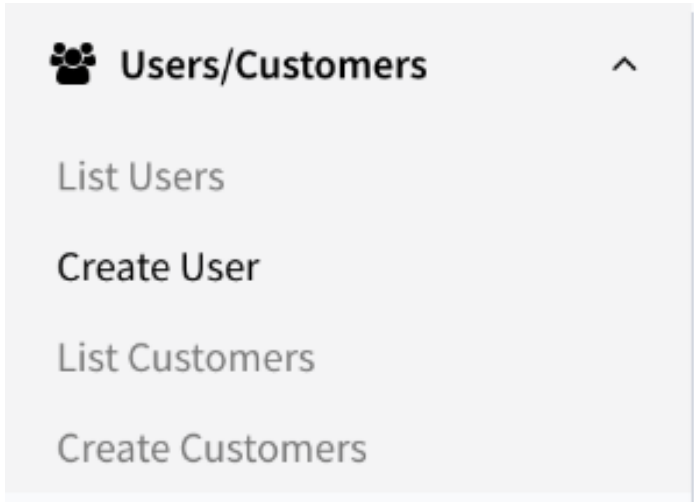 Users/Customers
List Users
Create User
List Customers
Create Customers